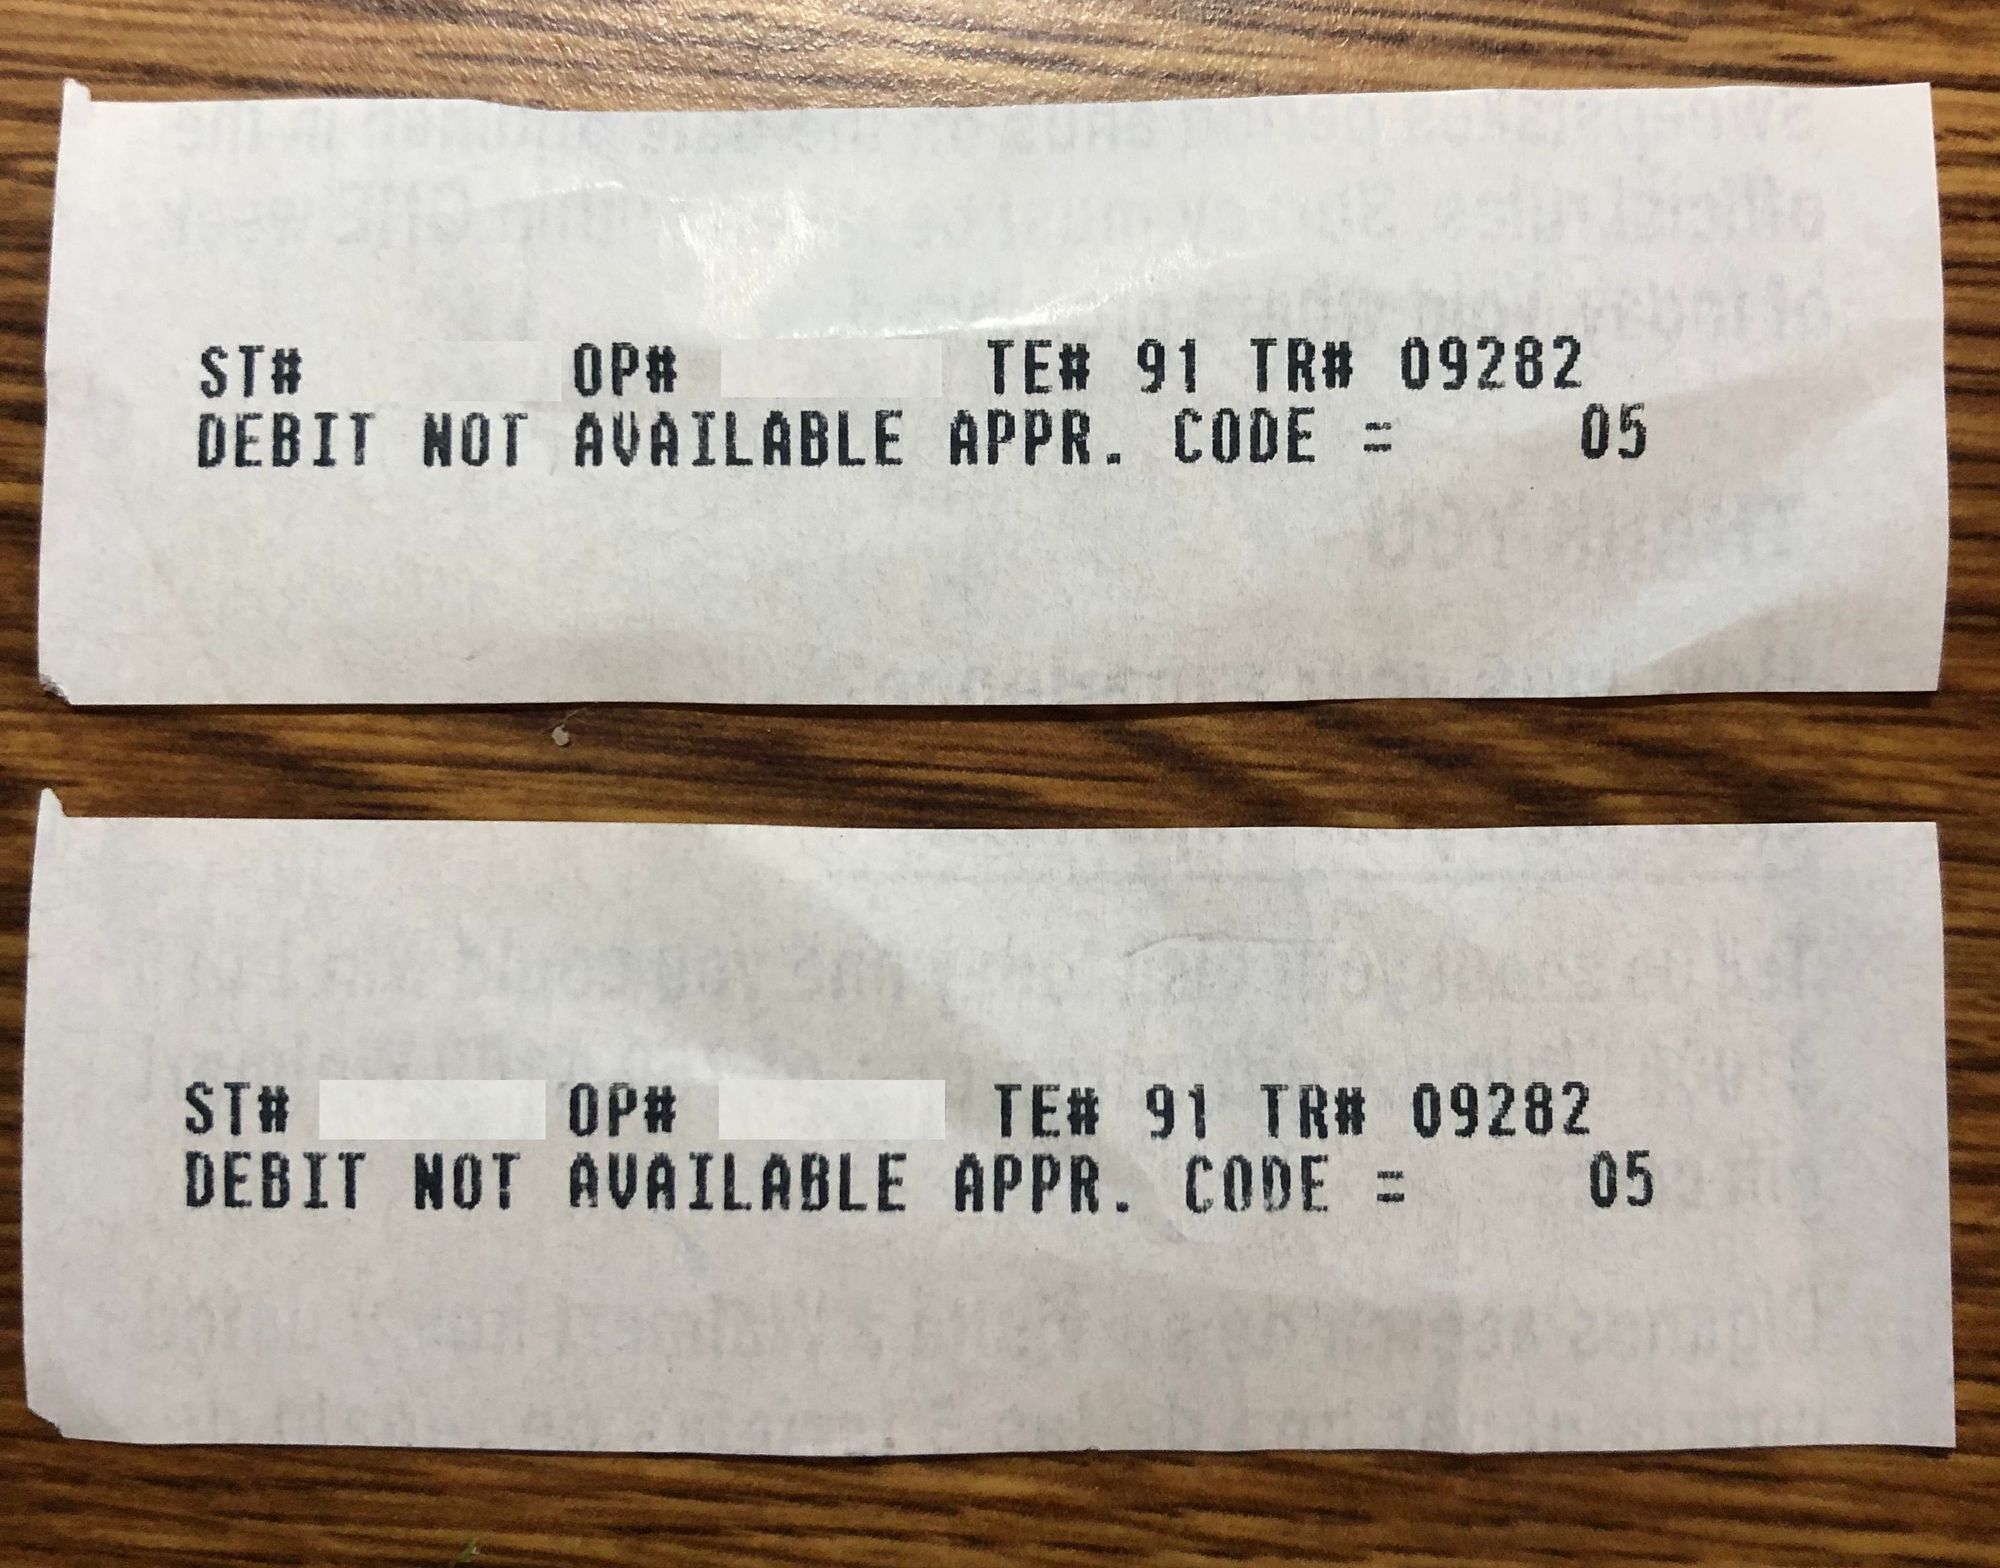 ST# OP# TE# 91 TR# 09282
DEBIT NOT AVAILABLE APPR. CODE = 05
ST# OP# TE# 91 TR# 09282
DEBIT NOT AVAILABLE APPR. CODE = 05